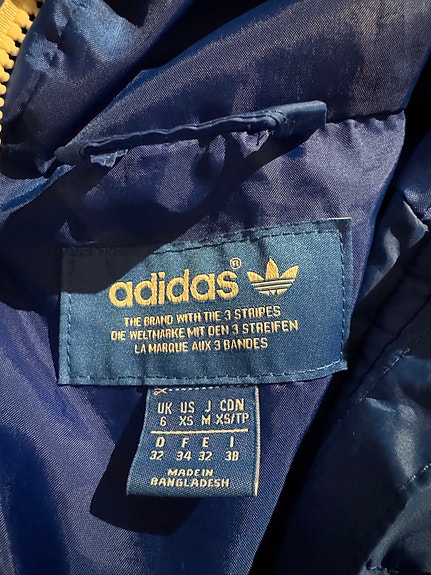 adidas®
THE BRAND WITH THE 3 STRIPES
DIE WELTMARKE MIT DEN 3 STREIFEN
LA MARQUE AUX 3 BANDES
UK US J CDN
6 XS M XS/TP
D F E I
32 34 32 38
MADE IN
BANGLADESH